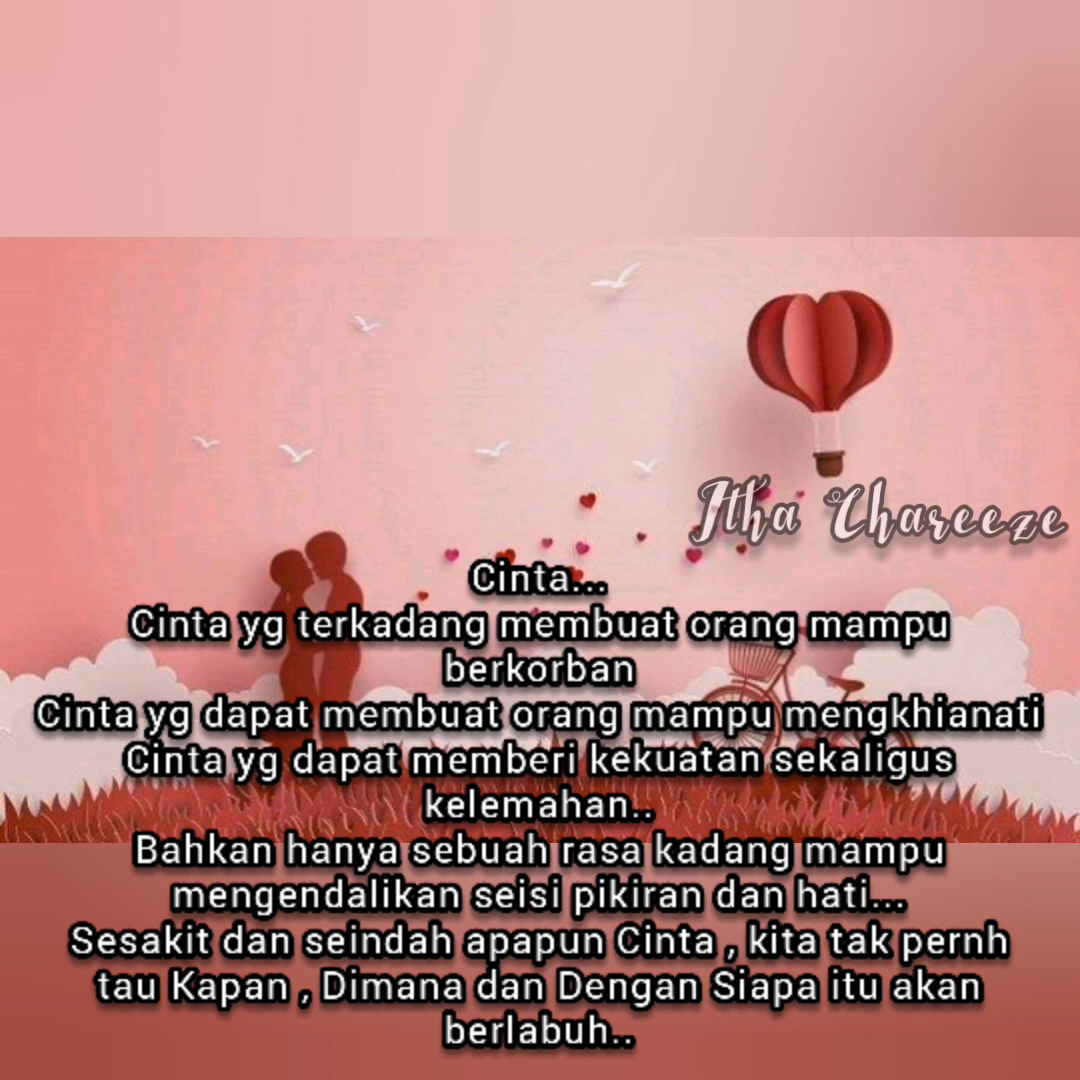 Itha Chareeze
Cinta...
Cinta yg terkadang membuat orang mampu
berkorban
Cinta yg dapat membuat orang mampu mengkhianati
Cinta yg dapat memberi kekuatan sekaligus
kelemahan..
Bahkan hanya sebuah rasa kadang mampu
mengendalikan seisi pikiran dan hati...
Sesakit dan seindah apapun Cinta , kita tak pernh
tau Kapan , Dimana dan Dengan Siapa itu akan
berlabuh..